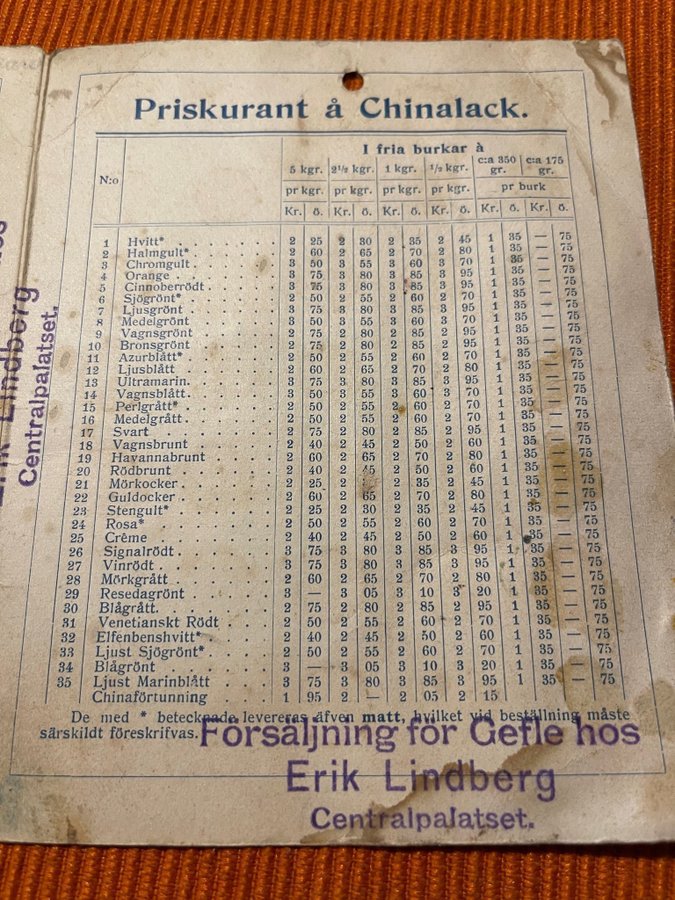 Erik Lindberg
Centralpalatset.
Priskurant å Chinalack.
I fria burkar à
N:o 5 kgr. 2½ kgr. 1 kgr. ½ kgr. c:a 350 gr. c:a 175 gr.
pr kgr. pr kgr. pr kgr. pr kgr. pr burk
Kr. ö. Kr. ö. Kr. ö. Kr. ö. Kr. ö. Kr. ö.
1 Hvitt* 2 25 2 30 2 35 2 45 1 35 — 75
2 Halmgult* 2 60 2 65 2 70 2 80 1 35 — 75
3 Chromgult 3 50 3 55 3 60 3 70 1 35 — 75
4 Orange 3 75 3 80 3 85 3 95 1 35 — 75
5 Cinnoberrödt 3 75 3 80 3 85 3 95 1 35 — 75
6 Sjögrönt* 2 50 2 55 2 60 2 70 1 35 — 75
7 Ljusgrönt 3 75 3 80 3 85 3 95 1 35 — 75
8 Medelgrönt 3 50 3 55 3 60 3 70 1 35 — 75
9 Vagnsgrönt 2 75 2 80 2 85 2 95 1 35 — 75
10 Bronsgrönt 2 75 2 80 2 85 2 95 1 35 — 75
11 Azurblått* 2 50 2 55 2 60 2 70 1 35 — 75
12 Ljusblått 2 60 2 65 2 70 2 80 1 35 — 75
13 Ultramarin 3 75 3 80 3 85 3 95 1 35 — 75
14 Vagnsblått 3 50 3 55 3 60 3 70 1 35 — 75
15 Perlgrått* 2 50 2 55 2 60 2 70 1 35 — 75
16 Medelgrått 2 50 2 55 2 60 2 70 1 35 — 75
17 Svart 2 75 2 80 2 85 2 95 1 35 — 75
18 Vagnsbrunt 2 40 2 45 2 50 2 60 1 35 — 75
19 Havannabrunt 2 60 2 65 2 70 2 80 1 35 — 75
20 Rödbrunt 2 40 2 45 2 50 2 60 1 35 — 75
21 Mörkocker 2 25 2 2 35 2 45 1 35 — 75
22 Guldocker 2 60 2 65 2 70 2 80 1 35 — 75
23 Stengult* 2 25 2 30 2 35 2 45 1 35 — 75
24 Rosa* 2 50 2 55 2 60 2 70 1 35 — 75
25 Crême 2 40 2 45 2 50 2 60 1 35 — 75
26 Signalrödt 3 75 3 80 3 85 3 95 1 35 — 75
27 Vinrödt 3 75 3 80 3 85 3 95 1 35 — 75
28 Mörkgrått 2 60 2 65 2 70 2 80 1 35 — 75
29 Resedagrönt 3 — 3 05 3 10 3 20 1 35 — 75
30 Blågrått 2 75 2 80 2 85 2 95 1 35 — 75
31 Venetianskt Rödt 2 50 2 55 2 60 2 70 1 35 — 75
32 Elfenbenshvitt* 2 40 2 45 2 50 2 60 1 35 — 75
33 Ljust Sjögrönt* 2 50 2 55 2 60 2 70 1 35 — 75
34 Blågrönt 3 — 3 05 3 10 3 20 1 35 — 75
35 Ljust Marinblått 3 75 3 80 3 85 3 95 1 35 — 75
Chinaförtunning 1 95 2 — 2 05 2 15
De med * betecknade levereras äfven matt, hvilket vid beställning måste
särskildt föreskrifvas.
Försäljning för Gefle hos
Erik Lindberg
Centralpalatset.